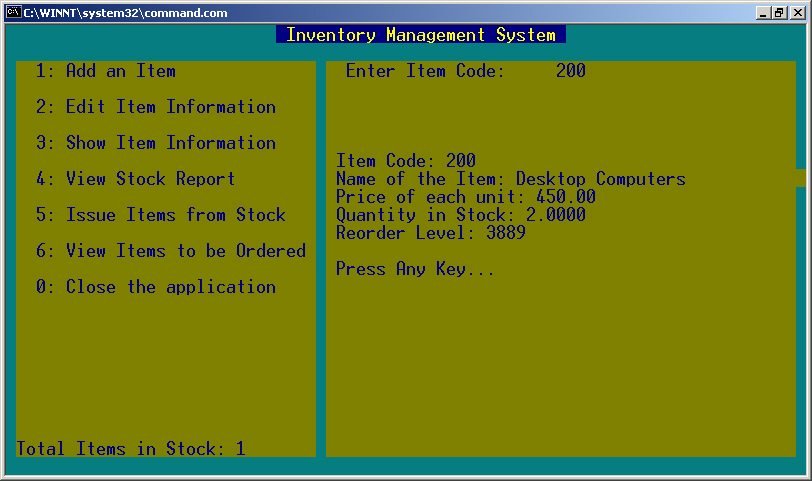 C:\WINNT\system32\command.com
Inventory Management System
1: Add an Item
2: Edit Item Information
3: Show Item Information
4: View Stock Report
5: Issue Items from Stock
6: View Items to be Ordered
0: Close the application
Total Items in Stock: 1
Enter Item Code: 200
Item Code: 200
Name of the Item: Desktop Computers
Price of each unit: 450.00
Quantity in Stock: 2.0000
Reorder Level: 3889
Press Any Key...